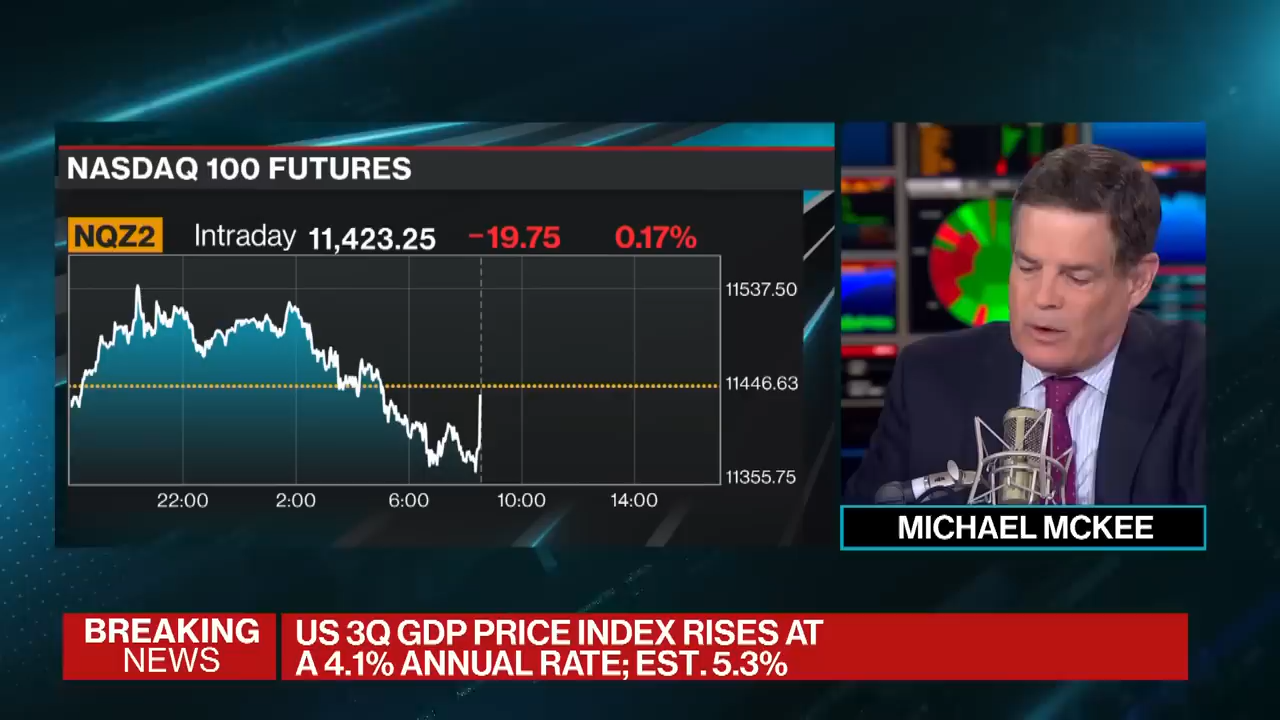 NASDAQ 100 FUTURES
NQZ2 Intraday 11,423.25 -19.75 0.17%
11537.50
11446.63
11355.75
22:00 2:00 6:00 10:00 14:00
MICHAEL MCKEE
BREAKING
NEWS
US 3Q GDP PRICE INDEX RISES AT
A 4.1% ANNUAL RATE; EST. 5.3%